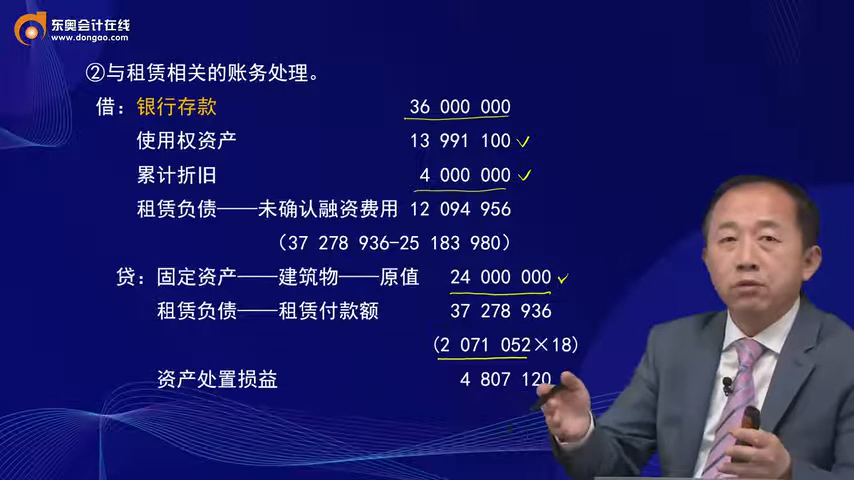 东奥会计在线
www.dongao.com
②与租赁相关的账务处理。
借：银行存款 36 000 000
使用权资产 13 991 100
累计折旧 4 000 000
租赁负债——未确认融资费用 12 094 956
（37 278 936-25 183 980）
贷：固定资产——建筑物——原值 24 000 000
租赁负债——租赁付款额 37 278 936
(2 071 052×18)
资产处置损益 4 807 120